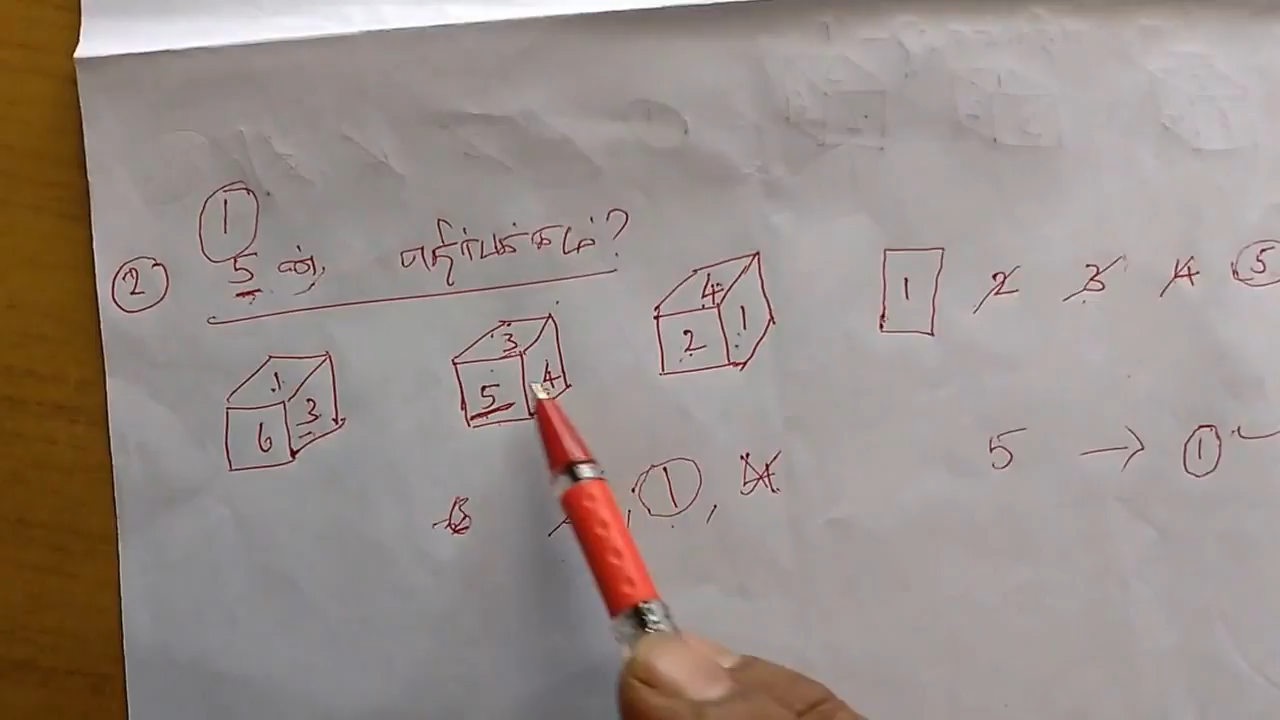 1
2 5 ன் எதிர்பக்கம்?
1 6 3
3 5 4
4 2 1
1 2 3 4 5
5 → 1
1 ,